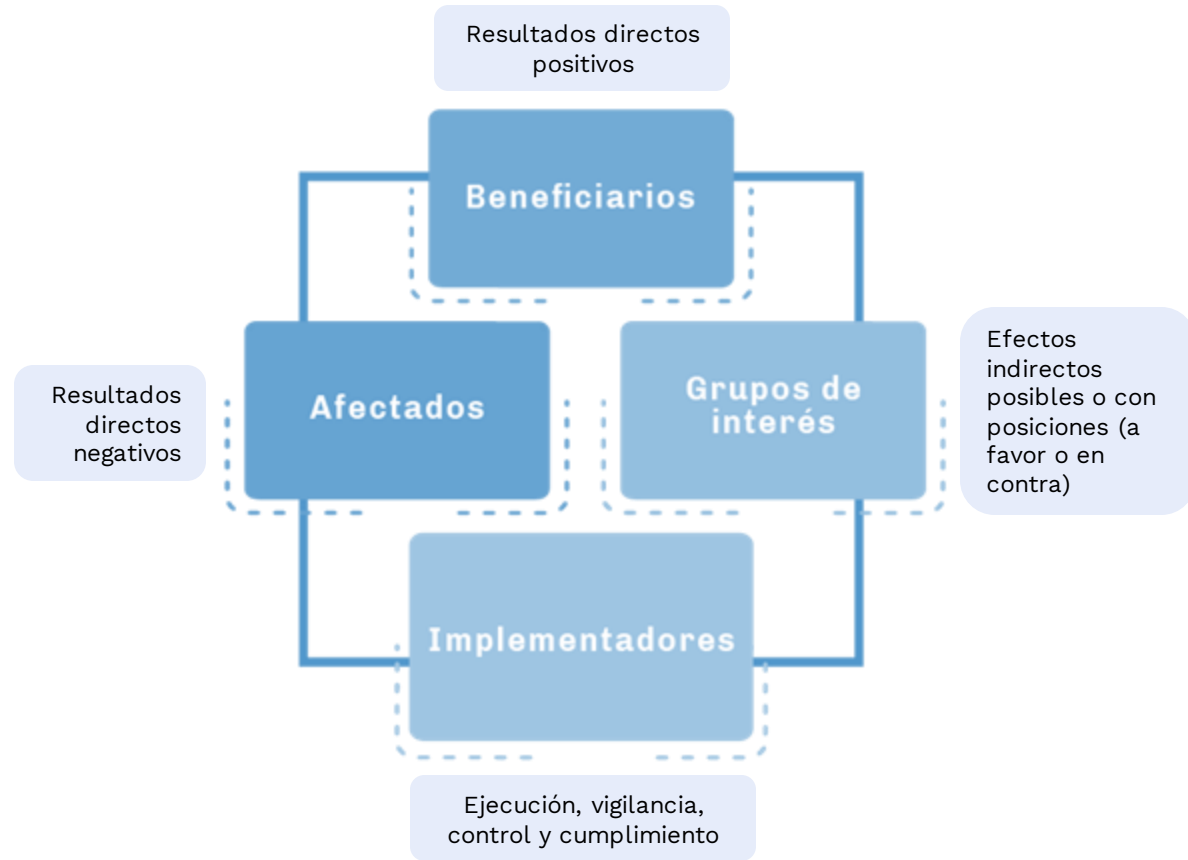 Resultados directos
positivos
Beneficiarios
Afectados
Resultados
directos
negativos
Grupos de
interés
Efectos
indirectos
posibles o con
posiciones (a
favor o en
contra)
Implementadores
Ejecución, vigilancia,
control y cumplimiento